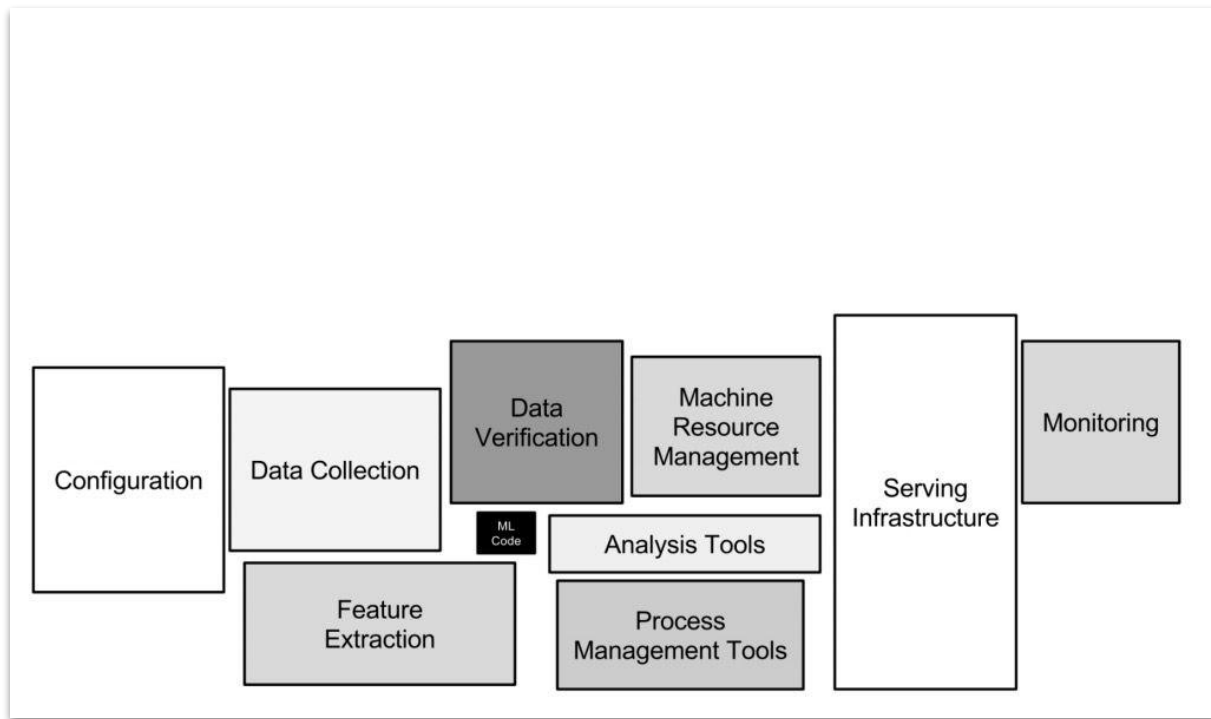 Configuration
Data Collection
Data
Verification
Machine
Resource
Management
Serving
Infrastructure
Monitoring
ML
Code
Analysis Tools
Feature
Extraction
Process
Management Tools